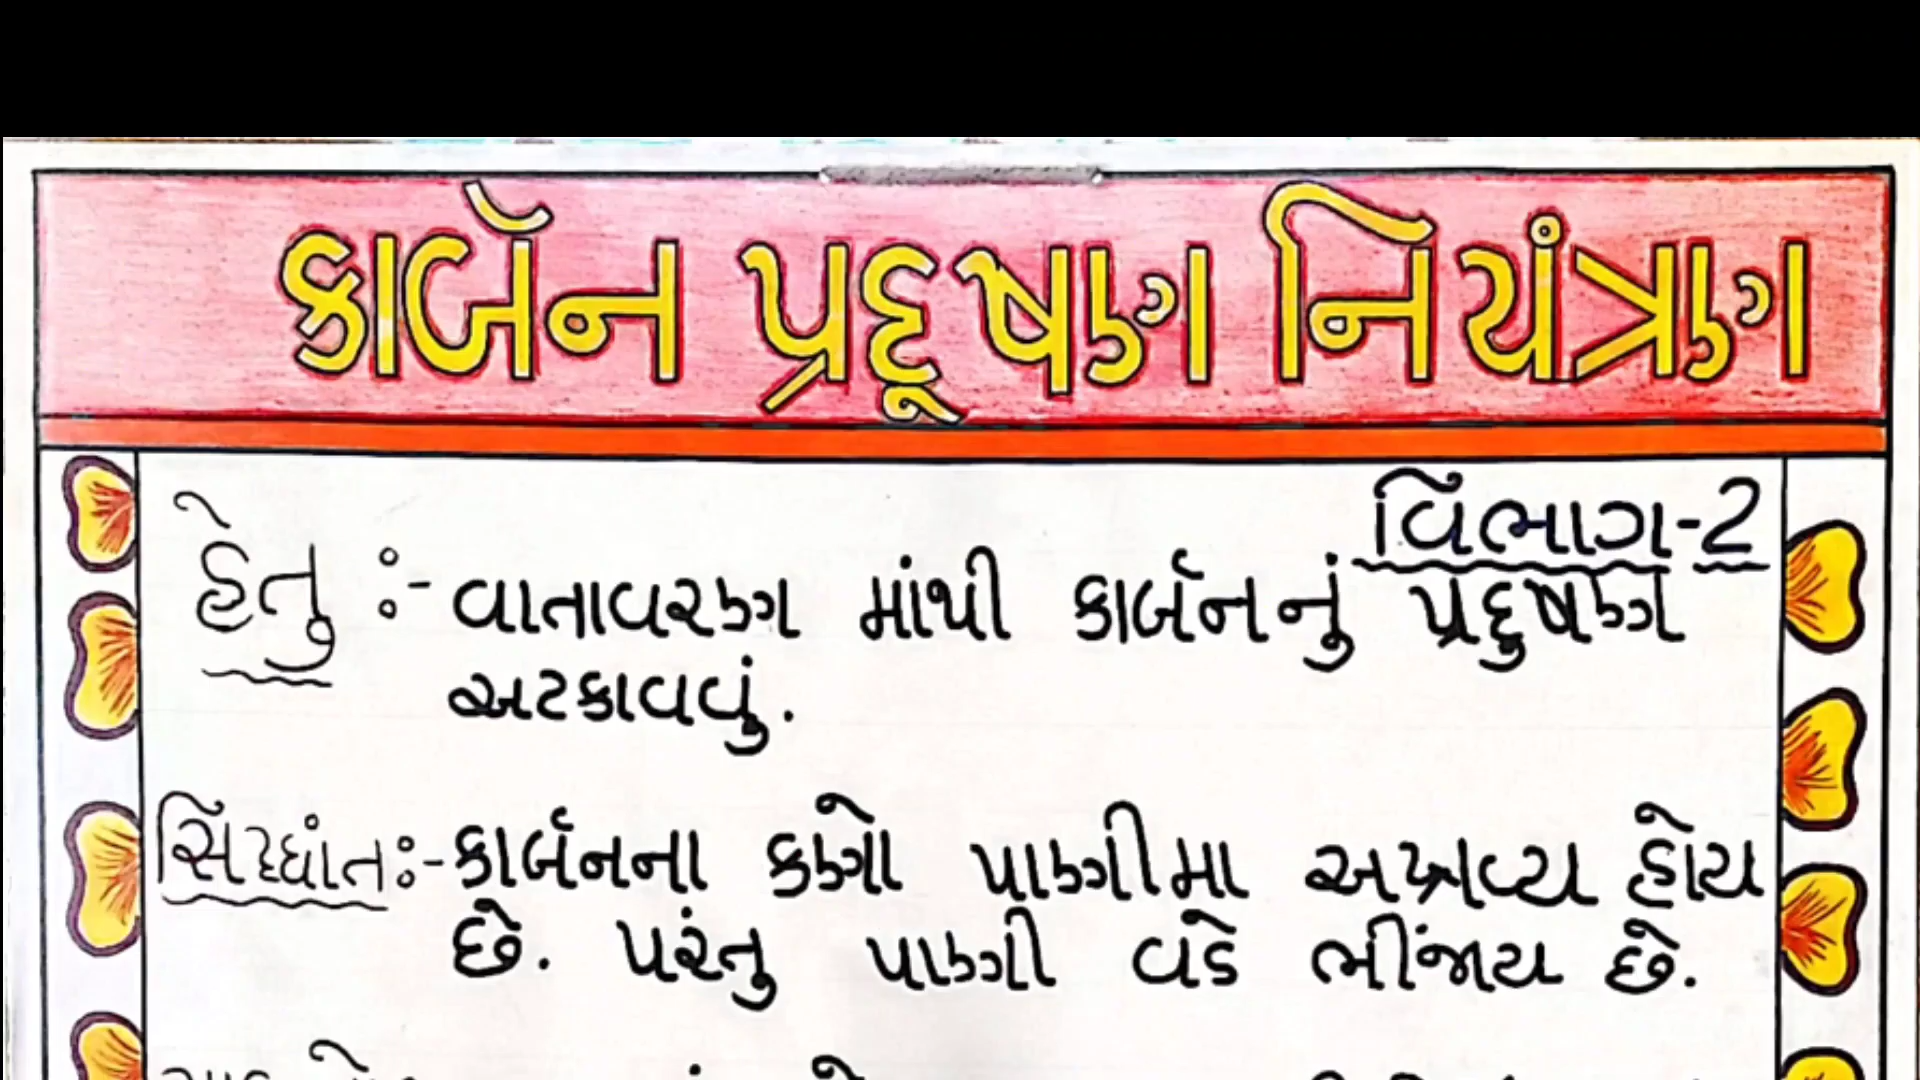 કાર્બન પ્રદૂષણ નિયંત્રણ
વિભાગ-2
હેતુ :- વાતાવરણ માંથી કાર્બનનું પ્રદુષણ
અટકાવવું.
સિદ્ધાંત:- કાર્બનના કણો પાણીમા અદ્રાવ્ય હોય
છે. પરંતુ પાણી વડે ભીંજાય છે.